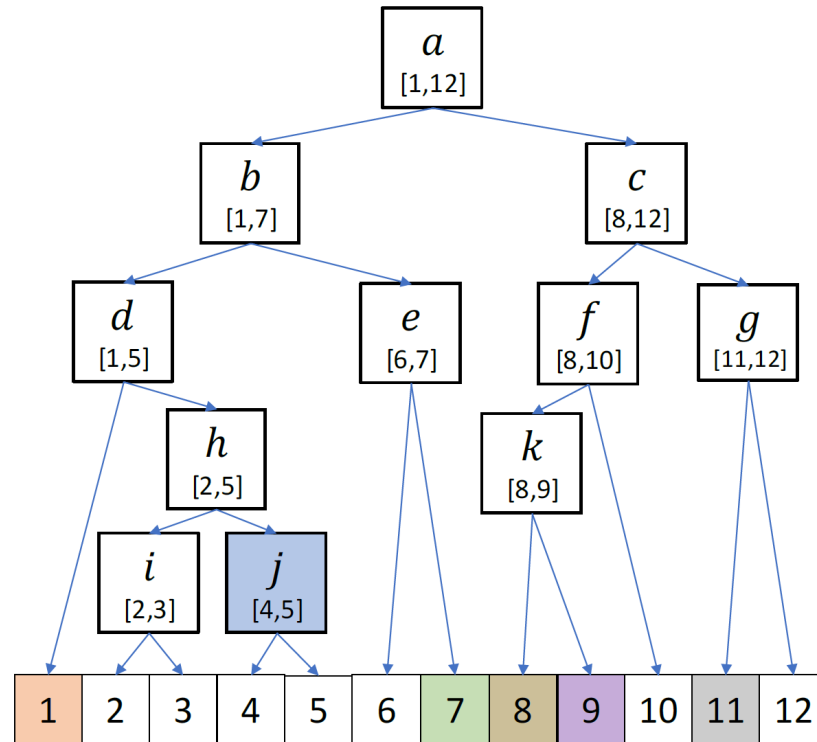 a
[1,12]
b
[1,7]
c
[8,12]
d
[1,5]
e
[6,7]
f
[8,10]
g
[11,12]
h
[2,5]
k
[8,9]
i
[2,3]
j
[4,5]
1 2 3 4 5 6 7 8 9 10 11 12